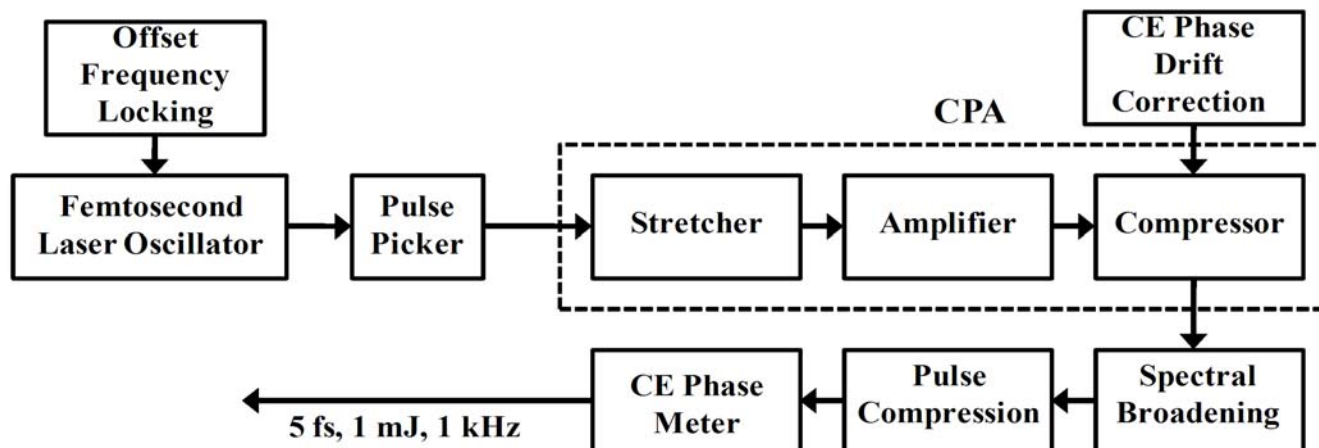 Offset
Frequency
Locking
CE Phase
Drift
Correction
CPA
Femtosecond
Laser Oscillator
Pulse
Picker
Stretcher
Amplifier
Compressor
CE Phase
Meter
Pulse
Compression
Spectral
Broadening
5 fs, 1 mJ, 1 kHz